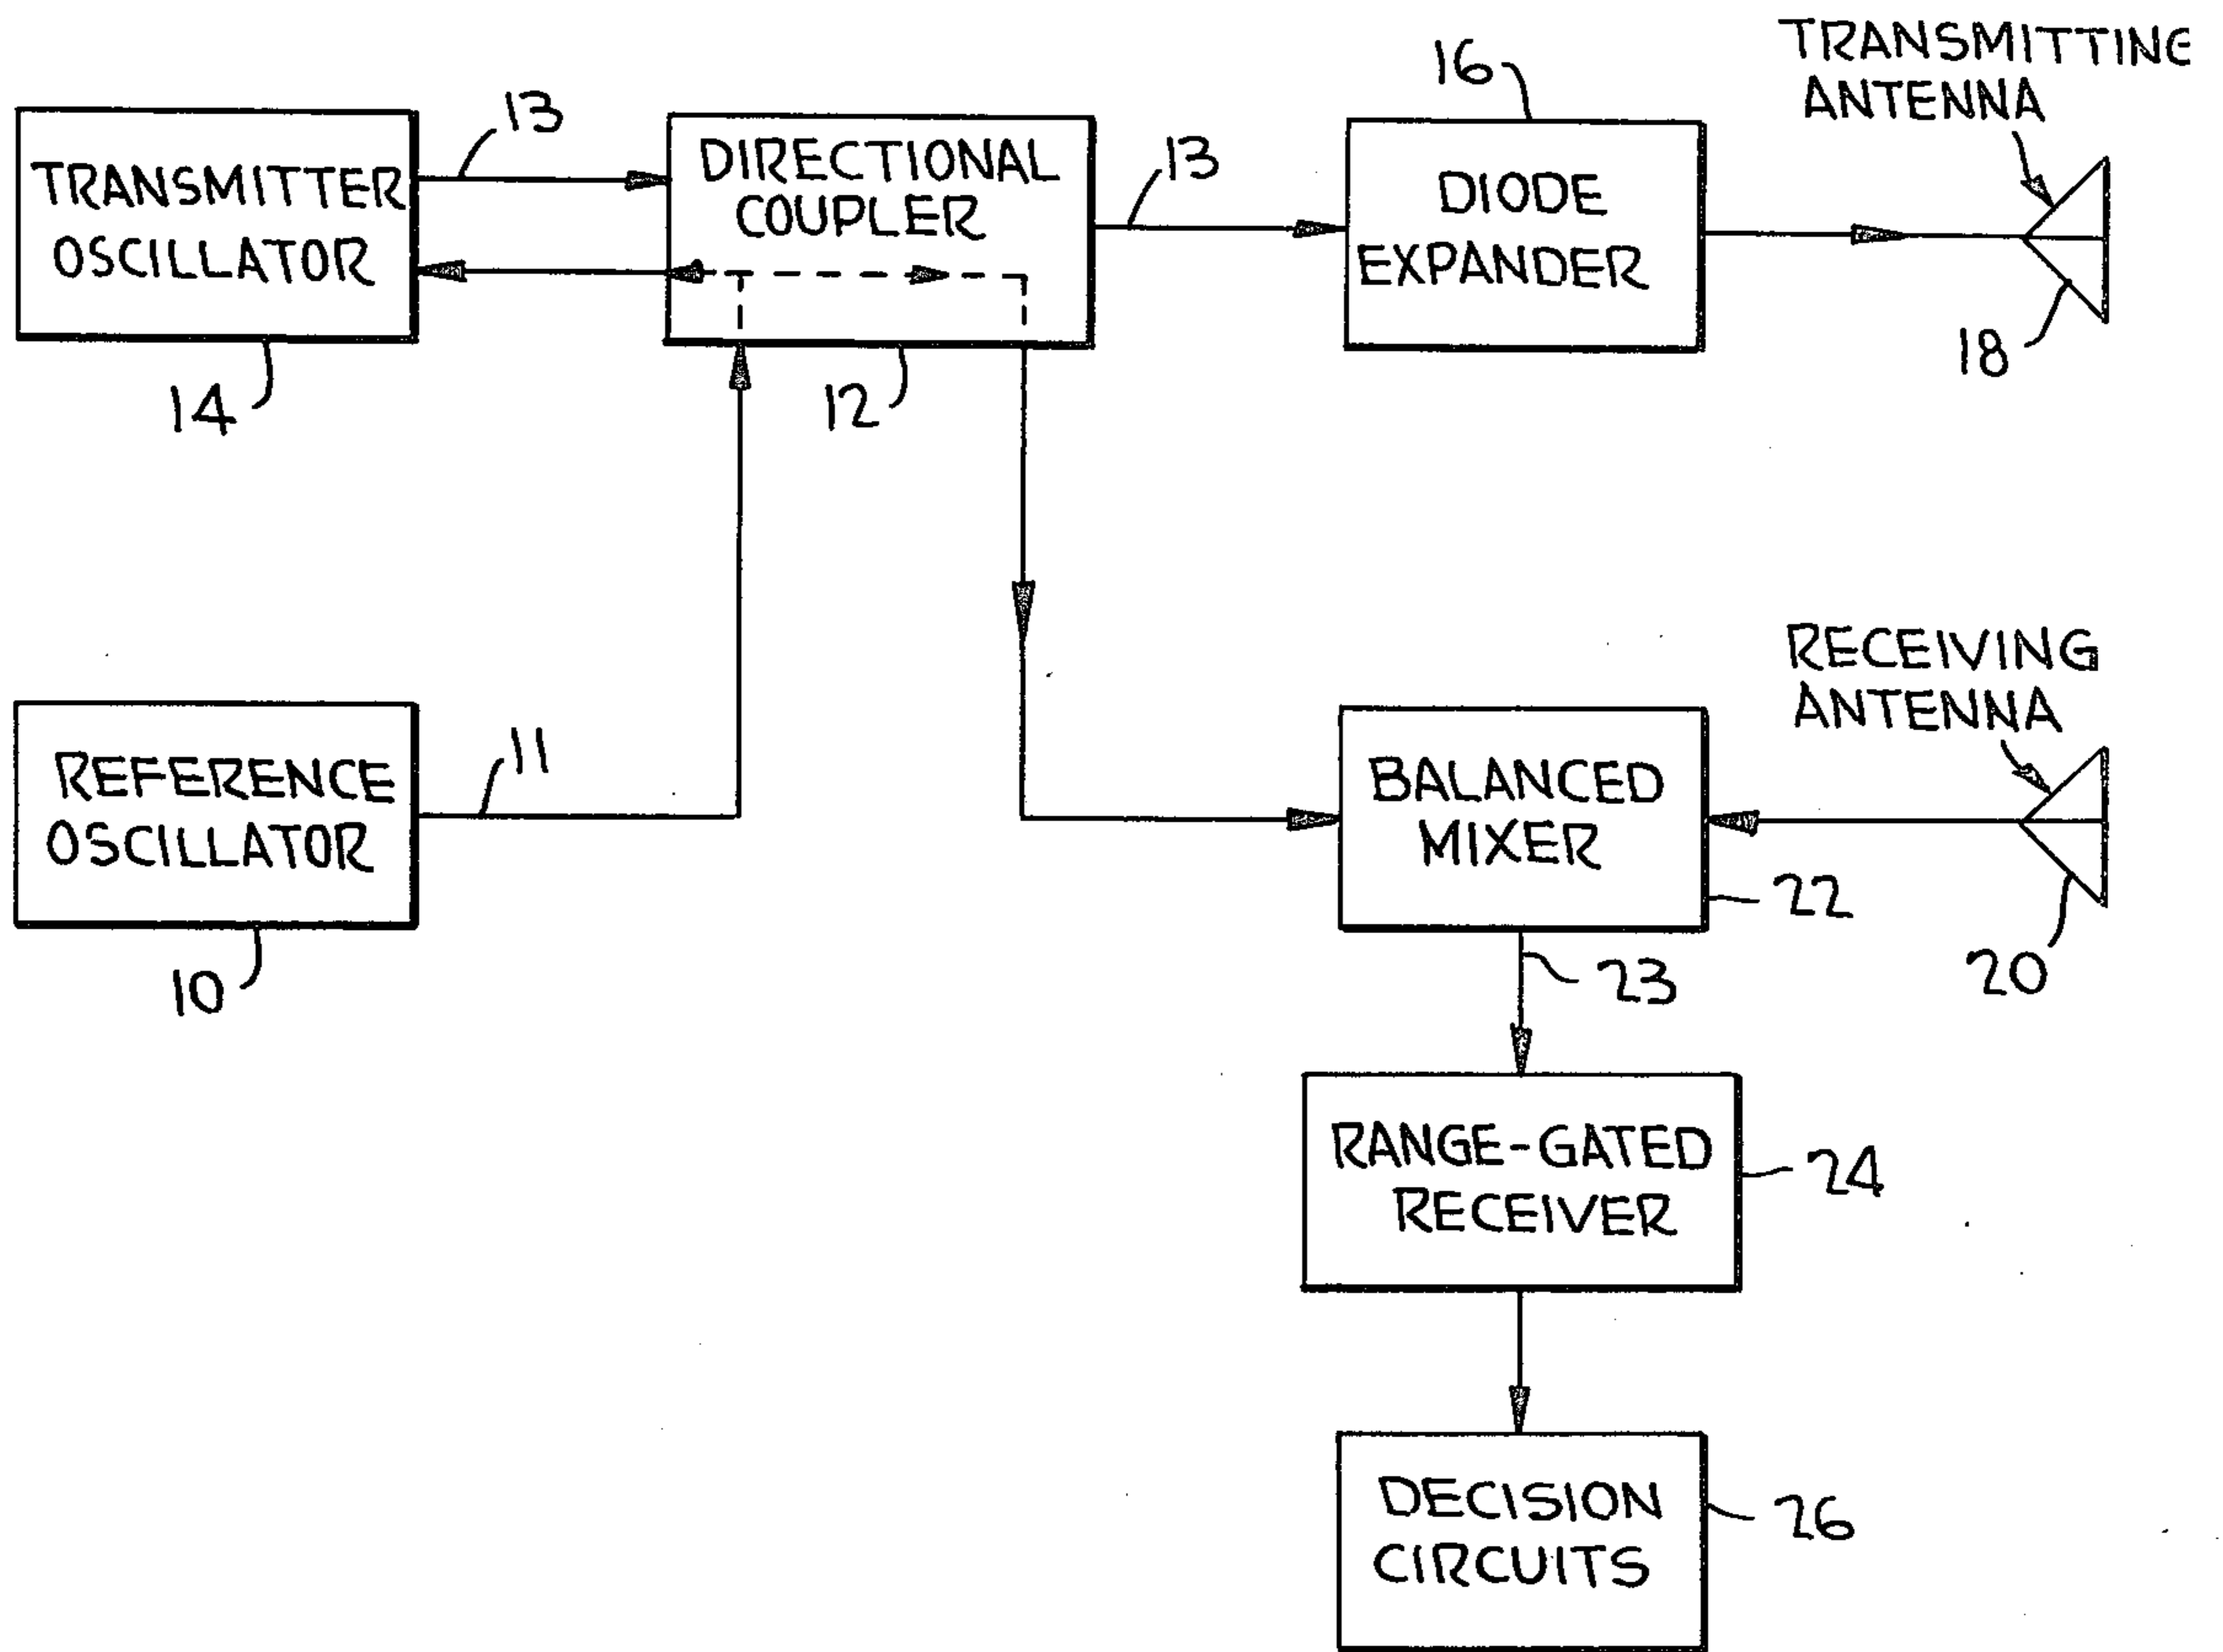 TRANSMITTING
ANTENNA
16
13
TRANSMITTER
OSCILLATOR
14
DIRECTIONAL
COUPLER
12
13
DIODE
EXPANDER
18
RECEIVING
ANTENNA
REFERENCE
OSCILLATOR
10
11
BALANCED
MIXER
22
20
23
RANGE-GATED
RECEIVER
24
DECISION
CIRCUITS
26